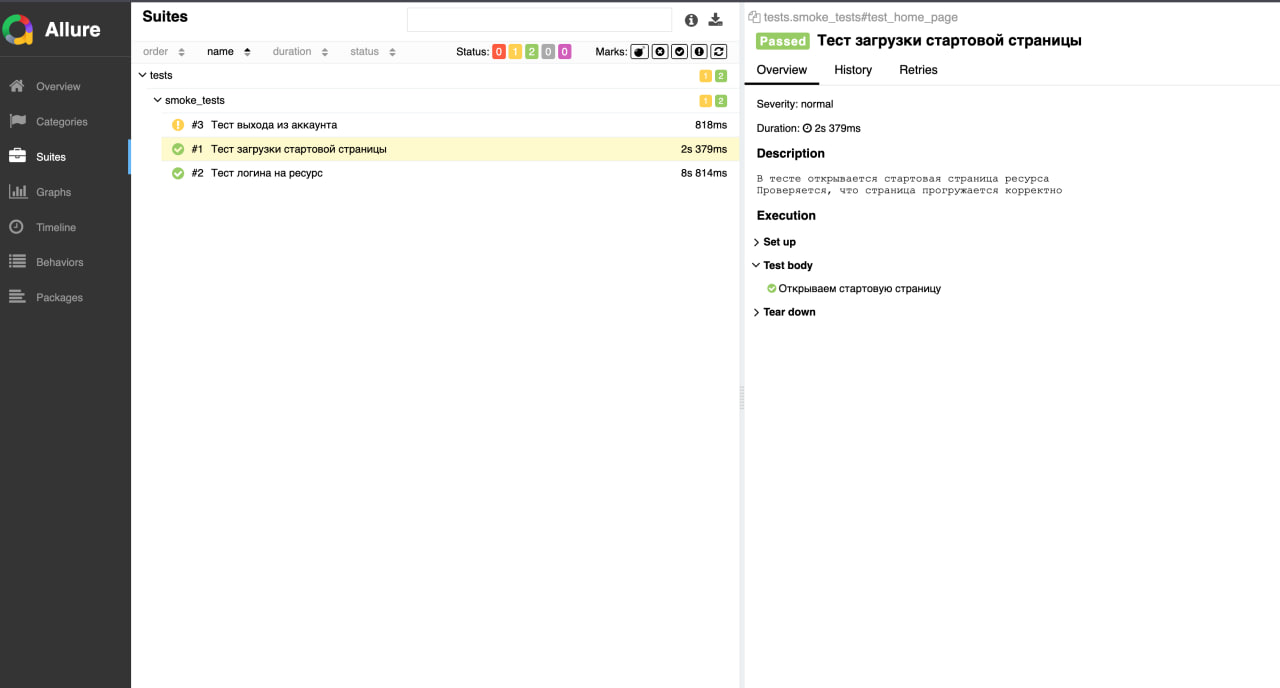 Allure
Overview
Categories
Suites
Graphs
Timeline
Behaviors
Packages
Suites
order name duration status Status: 0 1 2 0 0 Marks:
tests 1 2
smoke_tests 1 2
#3 Тест выхода из аккаунта 818ms
#1 Тест загрузки стартовой страницы 2s 379ms
#2 Тест логина на ресурс 8s 814ms
tests.smoke_tests#test_home_page
Passed Тест загрузки стартовой страницы
Overview History Retries
Severity: normal
Duration: 2s 379ms
Description
В тесте открывается стартовая страница ресурса
Проверяется, что страница прогружается корректно
Execution
Set up
Test body
Открываем стартовую страницу
Tear down